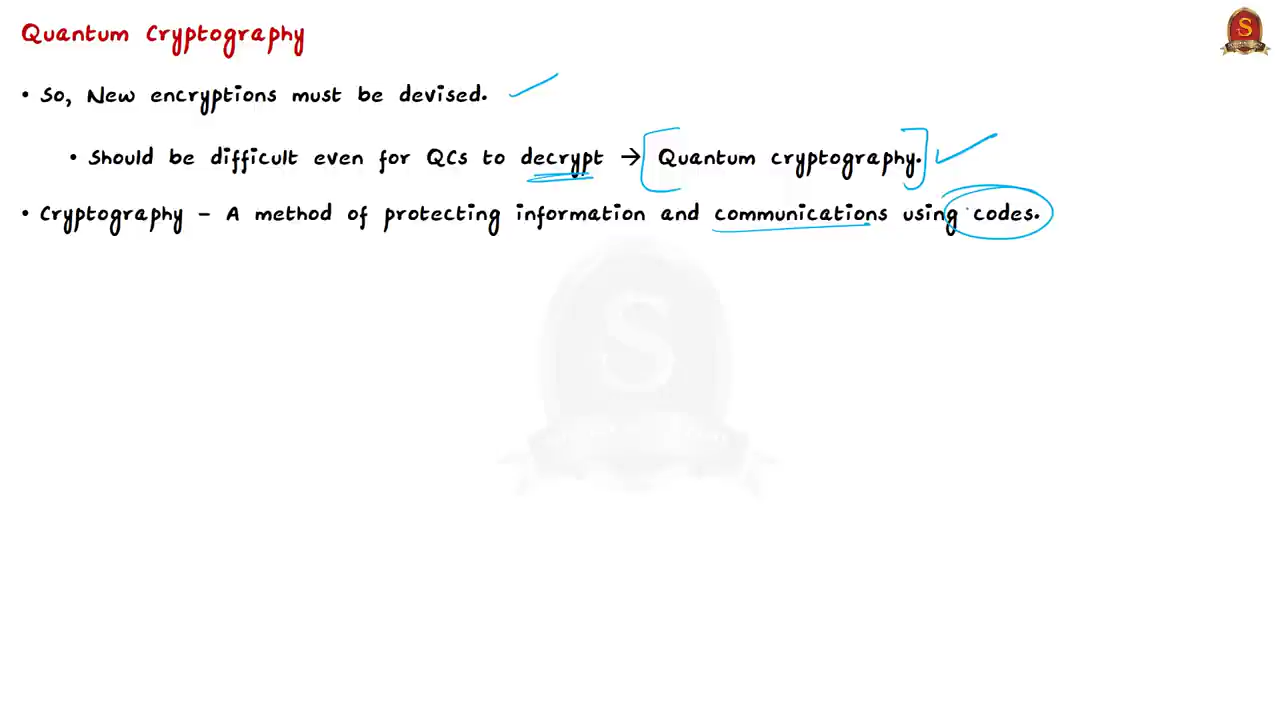 Quantum Cryptography
• So, New encryptions must be devised.
• Should be difficult even for QCs to decrypt → Quantum cryptography.
• Cryptography – A method of protecting information and communications using codes.
S
S